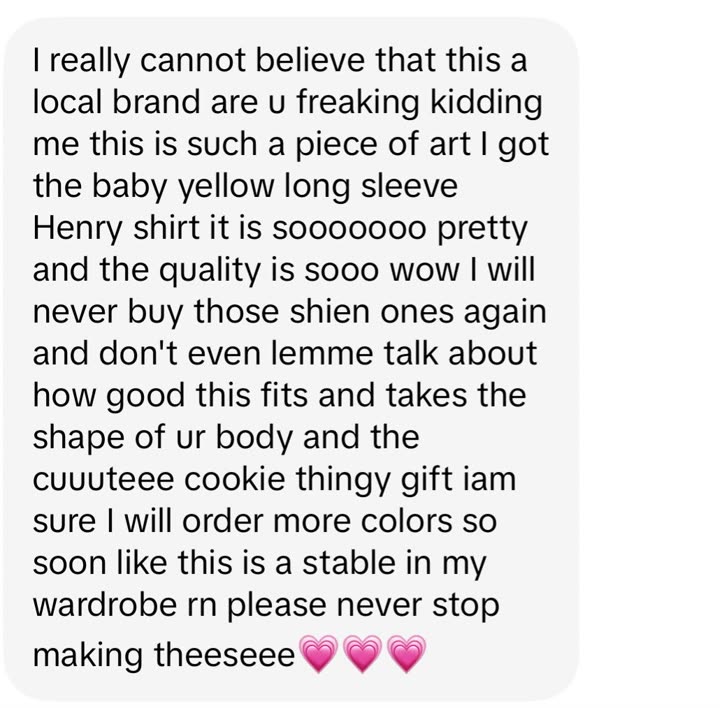 I really cannot believe that this a
local brand are u freaking kidding
me this is such a piece of art I got
the baby yellow long sleeve
Henry shirt it is sooooooo pretty
and the quality is sooo wow I will
never buy those shien ones again
and don't even lemme talk about
how good this fits and takes the
shape of ur body and the
cuuuteee cookie thingy gift iam
sure I will order more colors so
soon like this is a stable in my
wardrobe rn please never stop
making theeseee💗💗💗